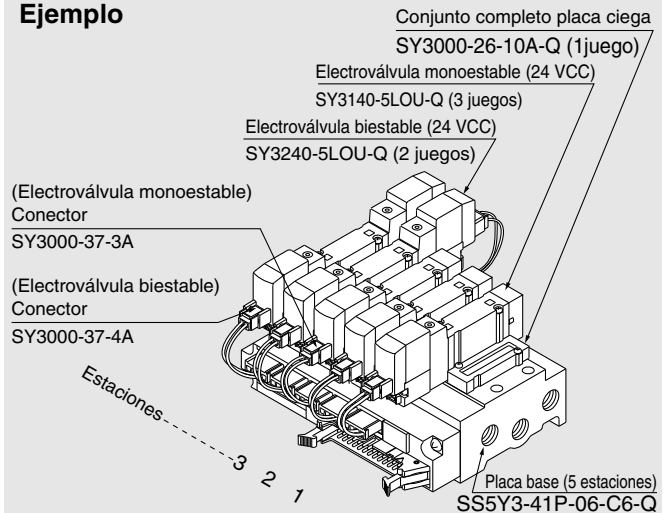 Ejemplo
Conjunto completo placa ciega
SY3000-26-10A-Q (1juego)
Electroválvula monoestable (24 VCC)
SY3140-5LOU-Q (3 juegos)
Electroválvula biestable (24 VCC)
SY3240-5LOU-Q (2 juegos)
(Electroválvula monoestable)
Conector
SY3000-37-3A
(Electroválvula biestable)
Conector
SY3000-37-4A
Estaciones
3 2 1
Placa base (5 estaciones)
SS5Y3-41P-06-C6-Q